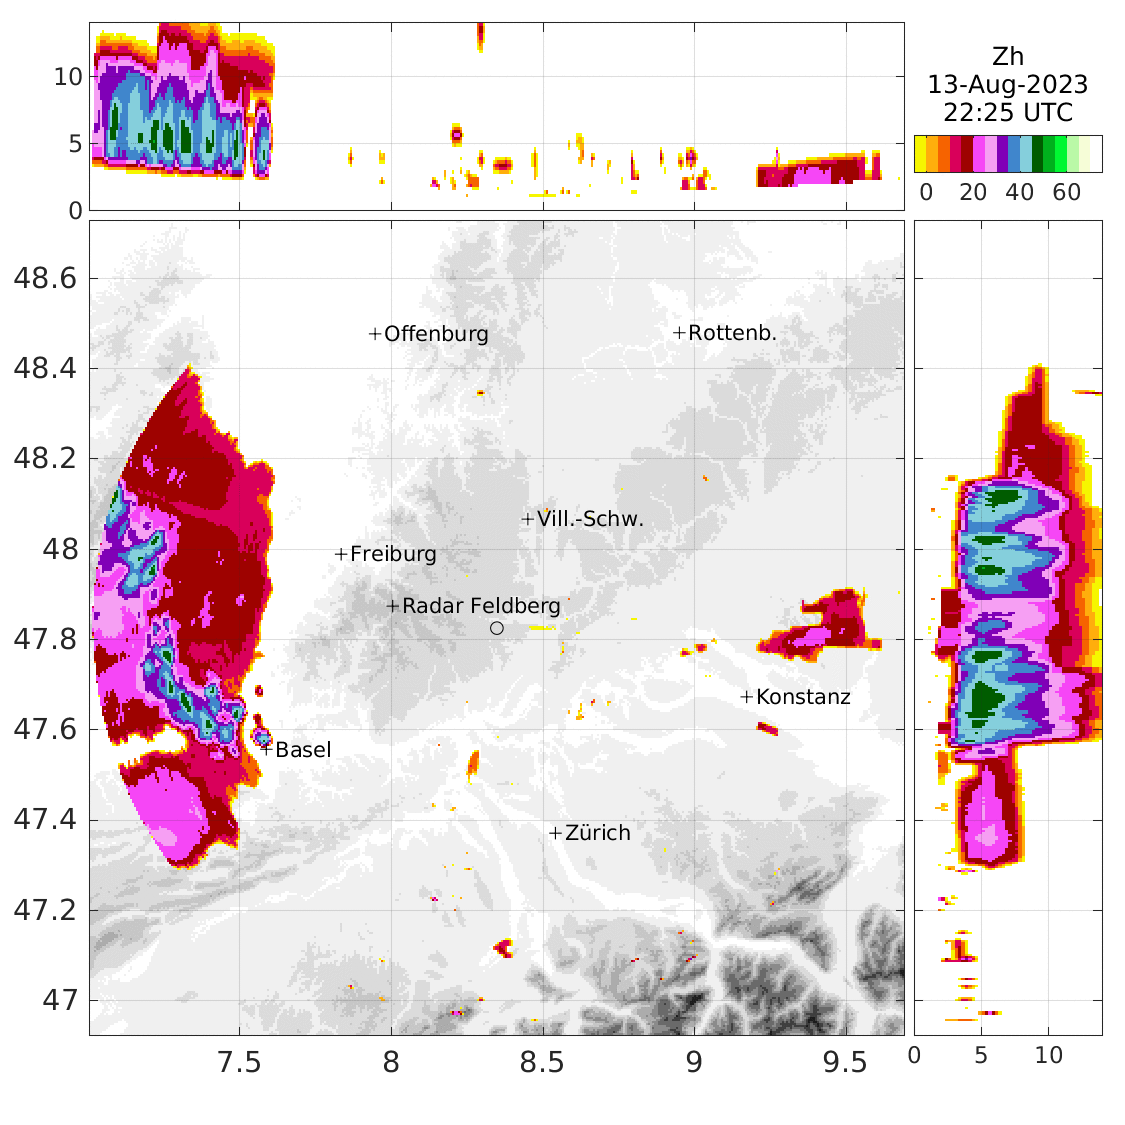 10
5
0
Zh
13-Aug-2023
22:25 UTC
0 20 40 60
48.6
48.4
48.2
48
47.8
47.6
47.4
47.2
47
+Offenburg
+Rottenb.
+Vill.-Schw.
+Freiburg
+Radar Feldberg
+Konstanz
+Basel
+Zürich
7.5 8 8.5 9 9.5
0 5 10